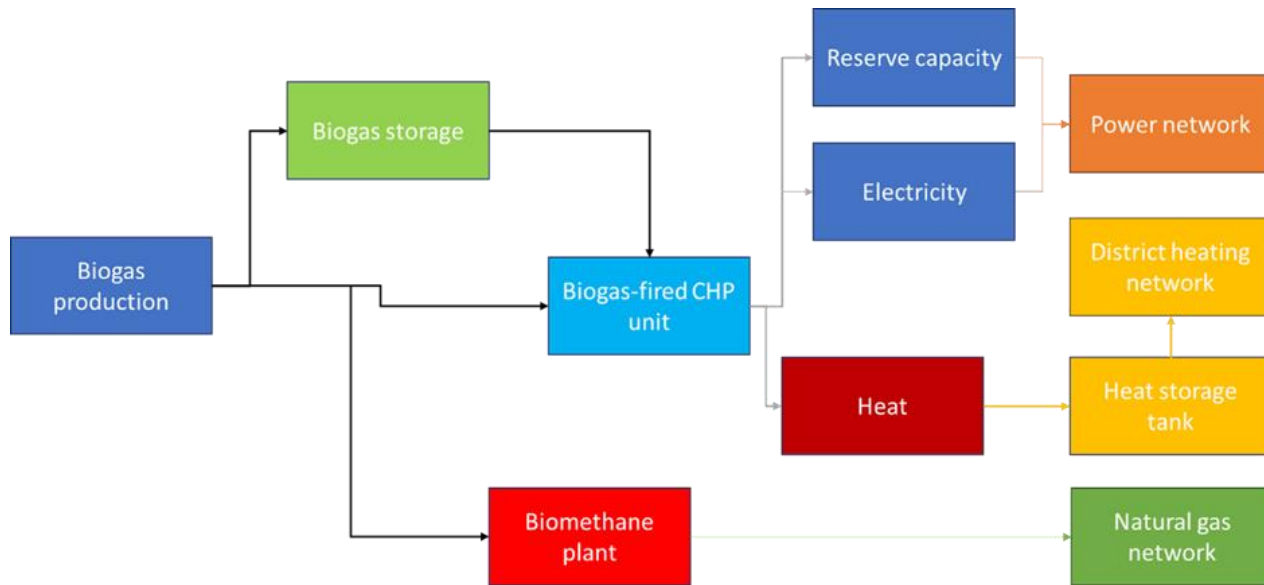 Reserve capacity
Power network
Biogas storage
Electricity
Biogas
production
Biogas-fired CHP
unit
District heating
network
Heat
Heat storage
tank
Biomethane
plant
Natural gas
network